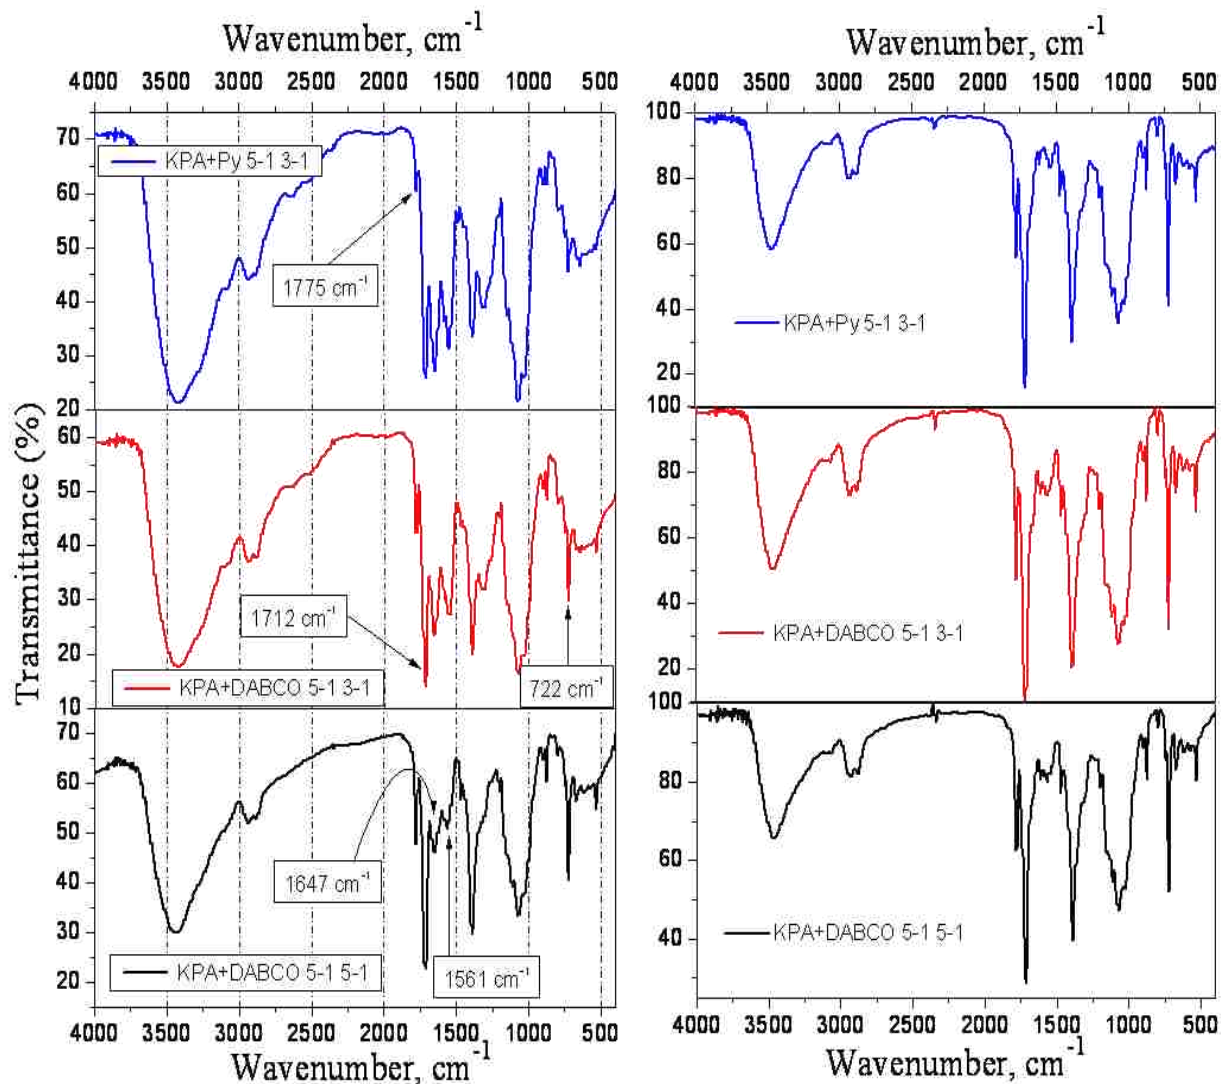 Wavenumber, cm⁻¹
4000 3500 3000 2500 2000 1500 1000 500
70
60
50
40
30
20
KPA+Py 5-1 3-1
1775 cm⁻¹
60
50
40
30
20
10
1712 cm⁻¹
722 cm⁻¹
KPA+DABCO 5-1 3-1
70
60
50
40
30
20
1647 cm⁻¹
1561 cm⁻¹
KPA+DABCO 5-1 5-1
4000 3500 3000 2500 2000 1500 1000 500
Wavenumber, cm⁻¹
Transmittance (%)
Wavenumber, cm⁻¹
4000 3500 3000 2500 2000 1500 1000 500
100
80
60
40
20
KPA+Py 5-1 3-1
100
80
60
40
20
KPA+DABCO 5-1 3-1
100
80
60
40
KPA+DABCO 5-1 5-1
4000 3500 3000 2500 2000 1500 1000 500
Wavenumber, cm⁻¹